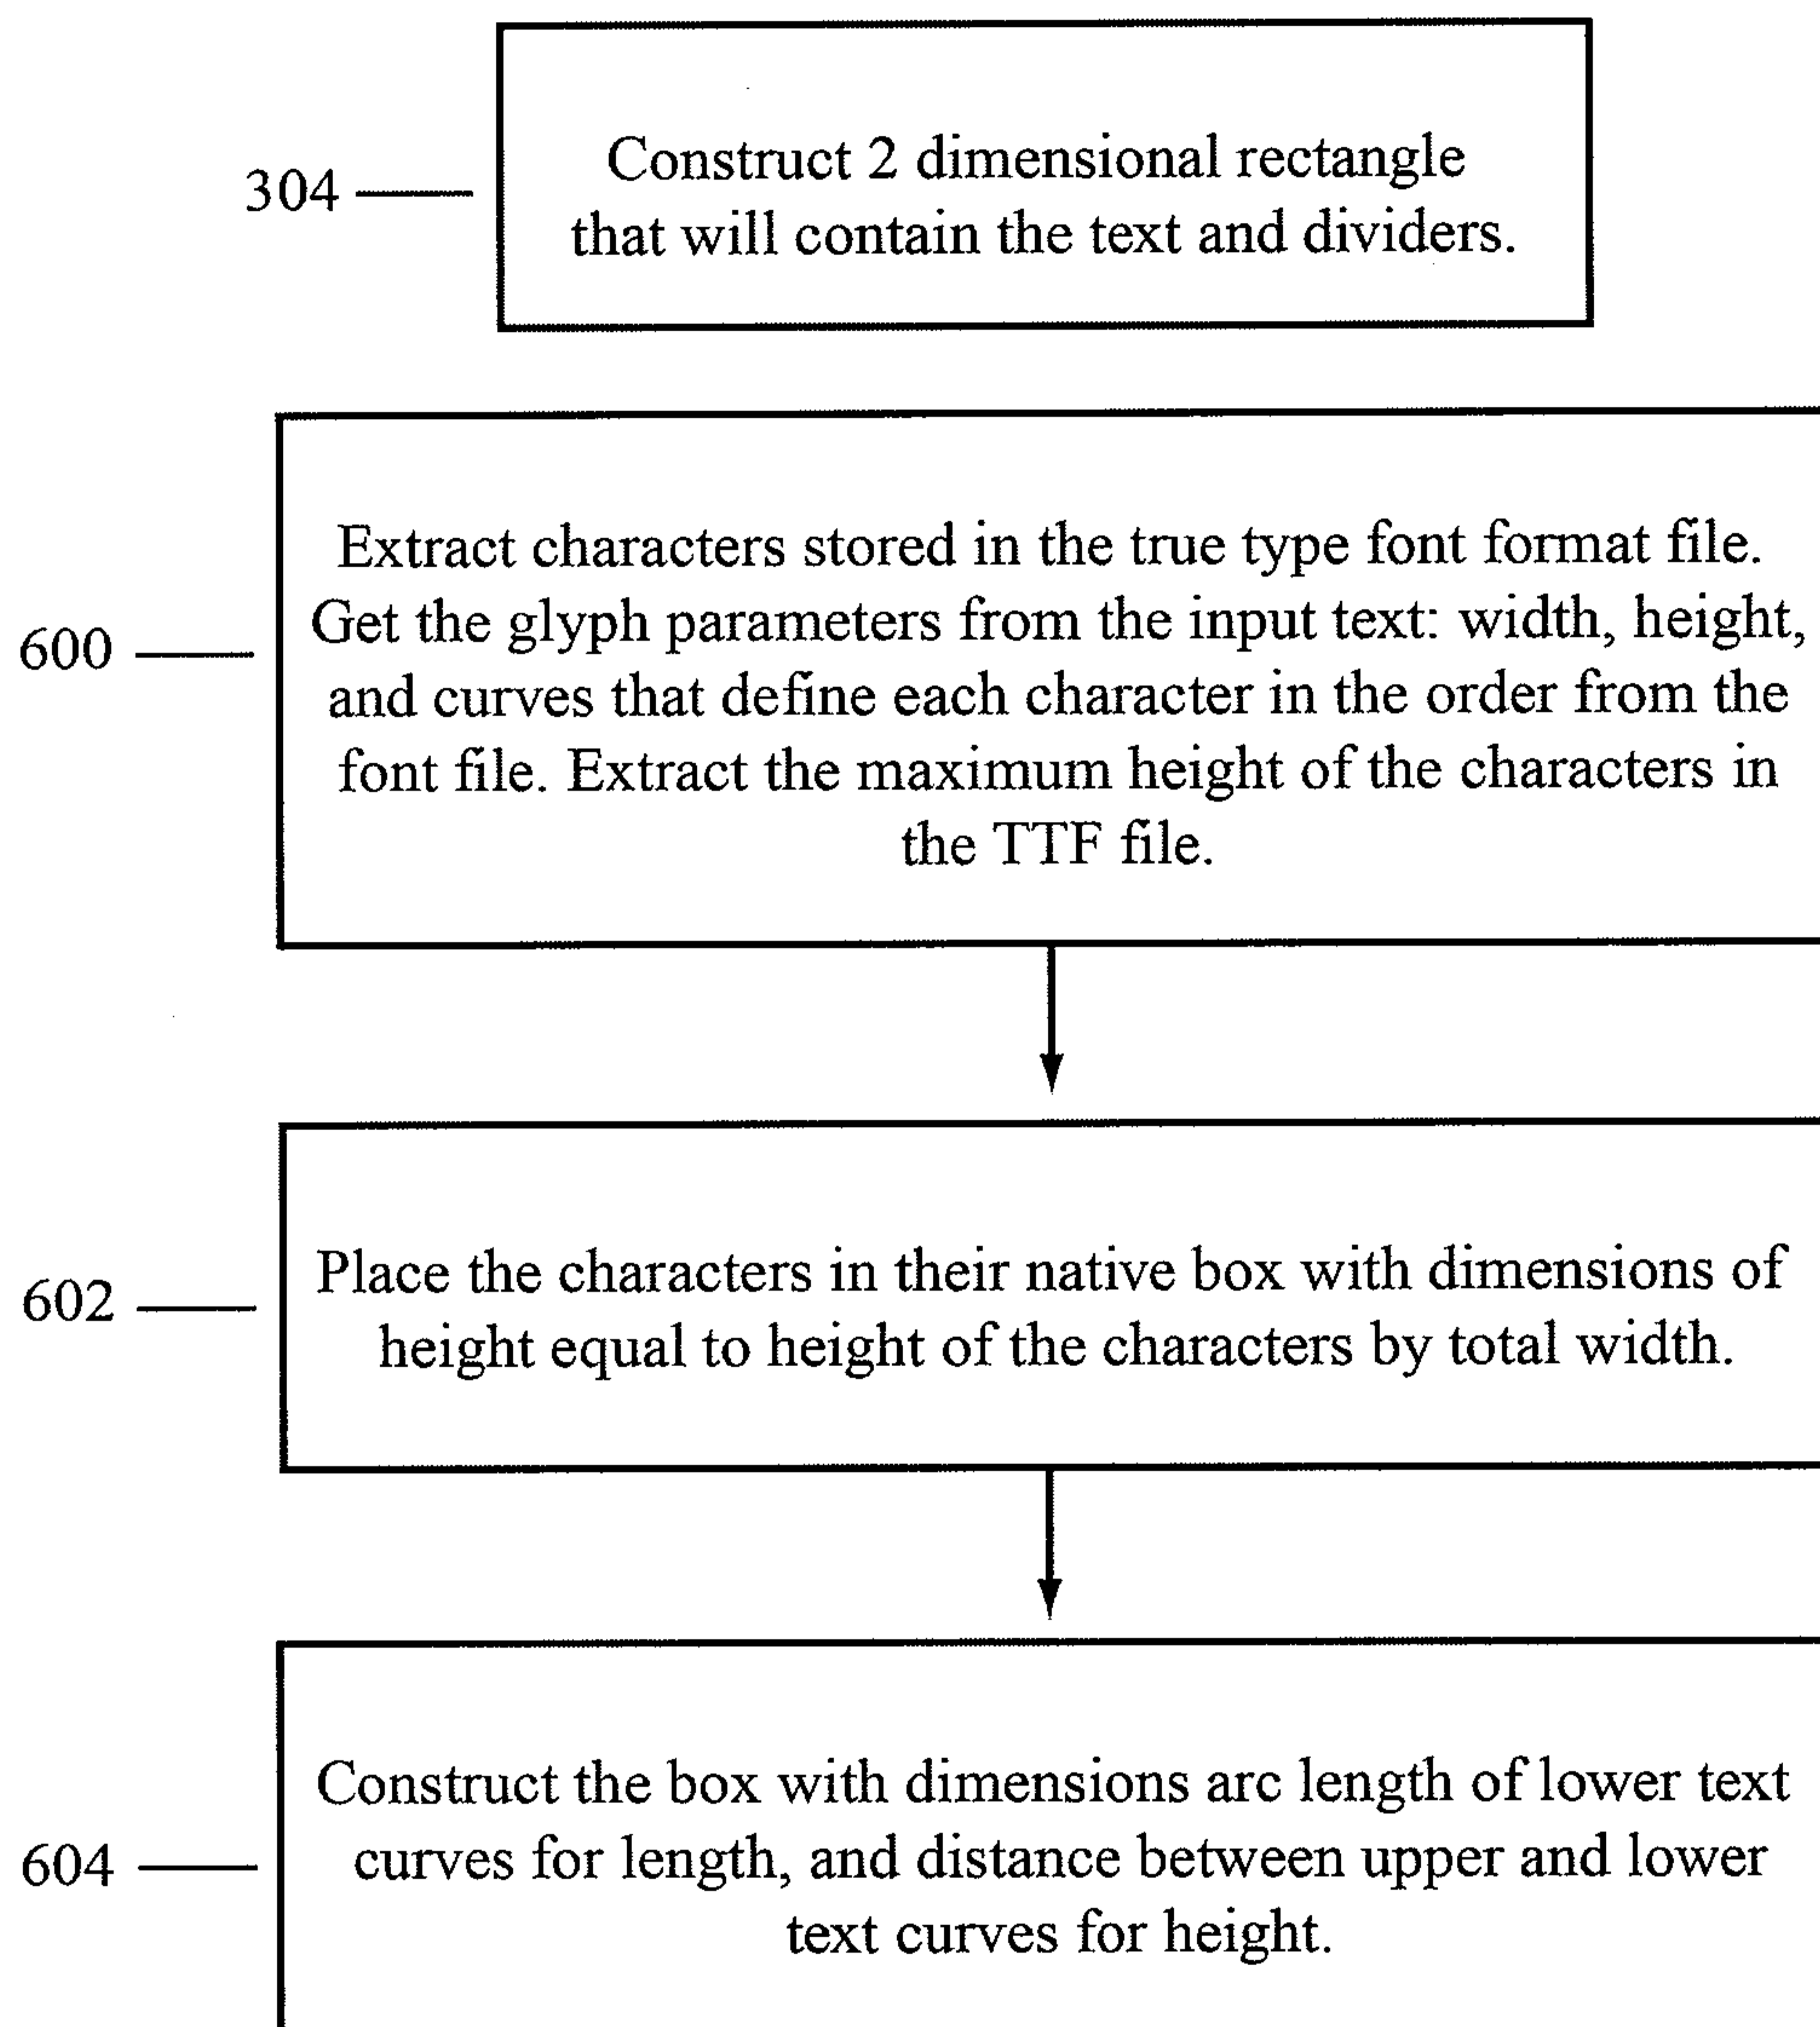 304
Construct 2 dimensional rectangle
that will contain the text and dividers.
600
Extract characters stored in the true type font format file.
Get the glyph parameters from the input text: width, height,
and curves that define each character in the order from the
font file. Extract the maximum height of the characters in
the TTF file.
602
Place the characters in their native box with dimensions of
height equal to height of the characters by total width.
604
Construct the box with dimensions arc length of lower text
curves for length, and distance between upper and lower
text curves for height.